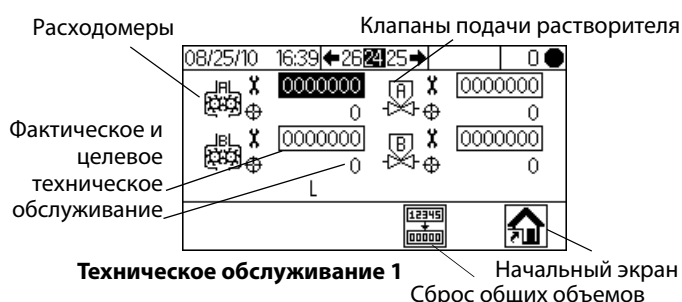 Расходомеры
Клапаны подачи растворителя
08/25/10 16:39 26 24 25 0
A 0000000 A 0000000
0 0
Фактическое и
целевое
техническое
обслуживание
B 0000000 B 0000000
0 0
L
12345
00000
Техническое обслуживание 1
Начальный экран
Сброс общих объемов